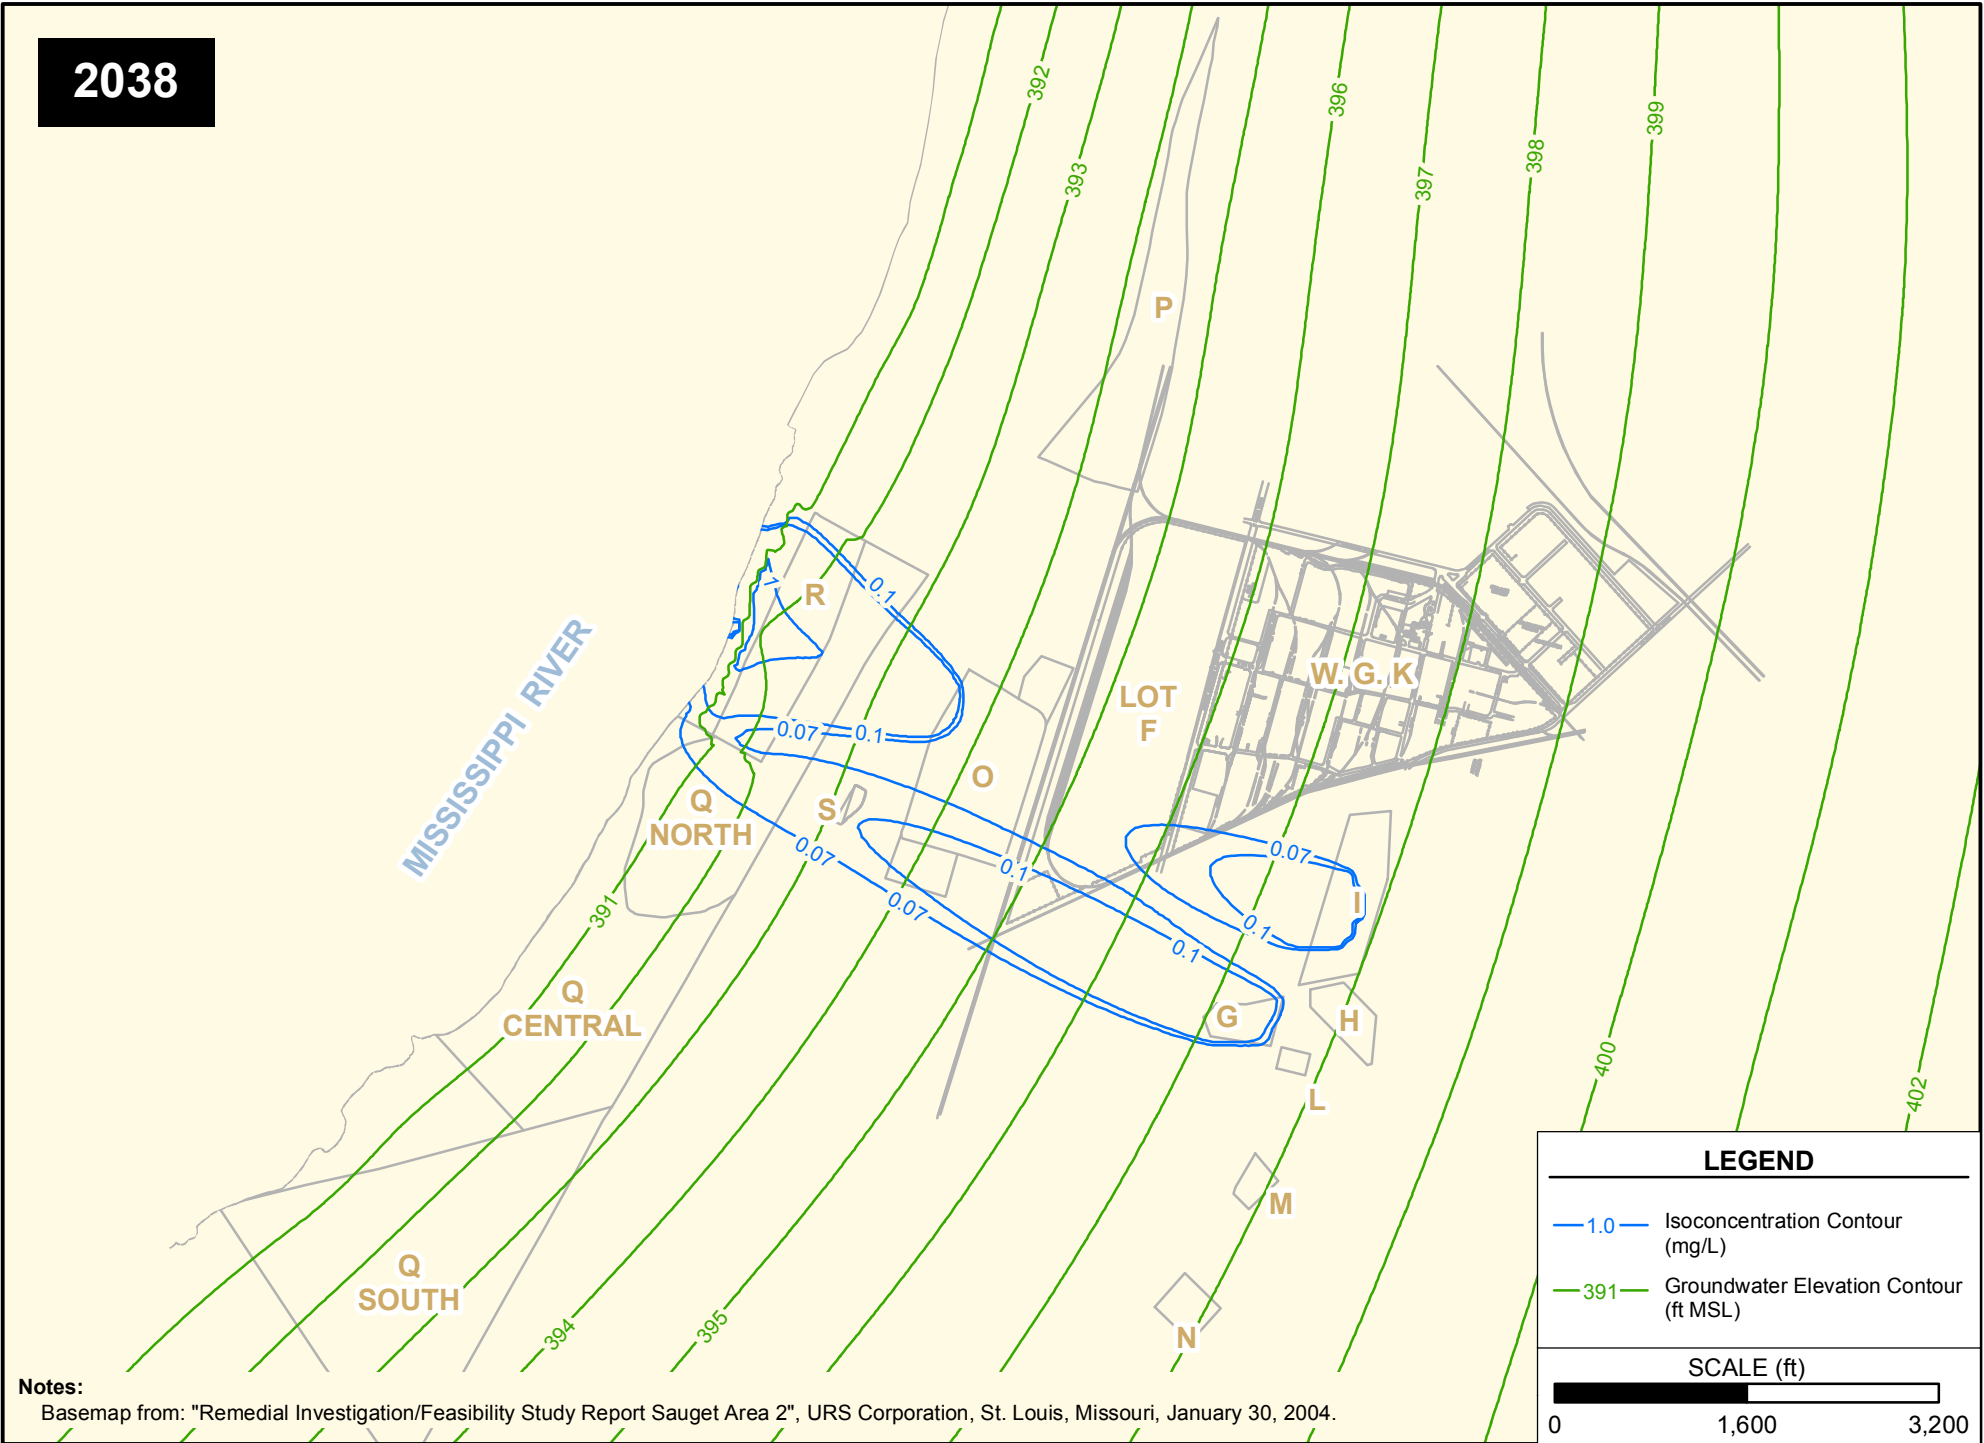 2038
392
396
399
398
393
397
P
R
1
0.1
MISSISSIPPI RIVER
W. G. K
LOT
F
0.07
0.1
O
Q
NORTH
S
0.07
0.07
0.1
0.07
I
391
0.1
0.1
Q
CENTRAL
G
H
400
L
402
M
Q
SOUTH
394
395
N
LEGEND
1.0 Isoconcentration Contour
(mg/L)
391 Groundwater Elevation Contour
(ft MSL)
SCALE (ft)
0 1,600 3,200
Notes:
Basemap from: "Remedial Investigation/Feasibility Study Report Sauget Area 2", URS Corporation, St. Louis, Missouri, January 30, 2004.